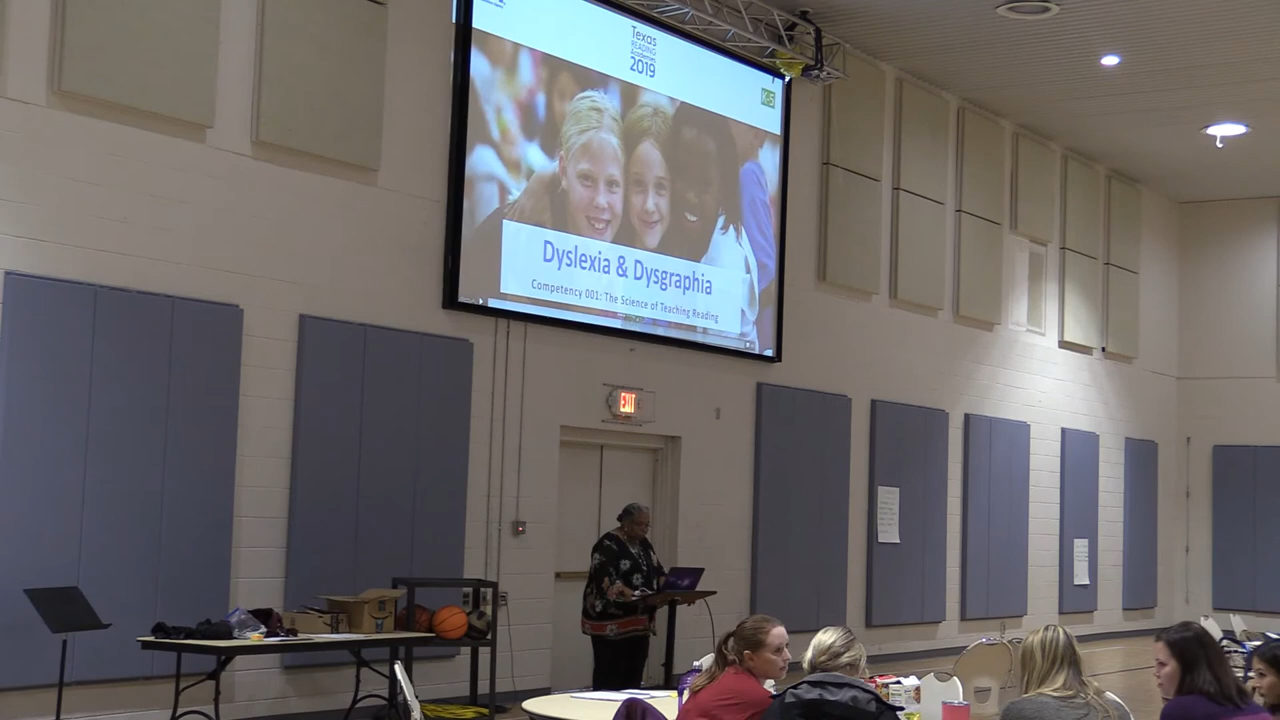 Texas
READING
Academies
2019
K-5
Dyslexia & Dysgraphia
Competency 001: The Science of Teaching Reading
EXIT